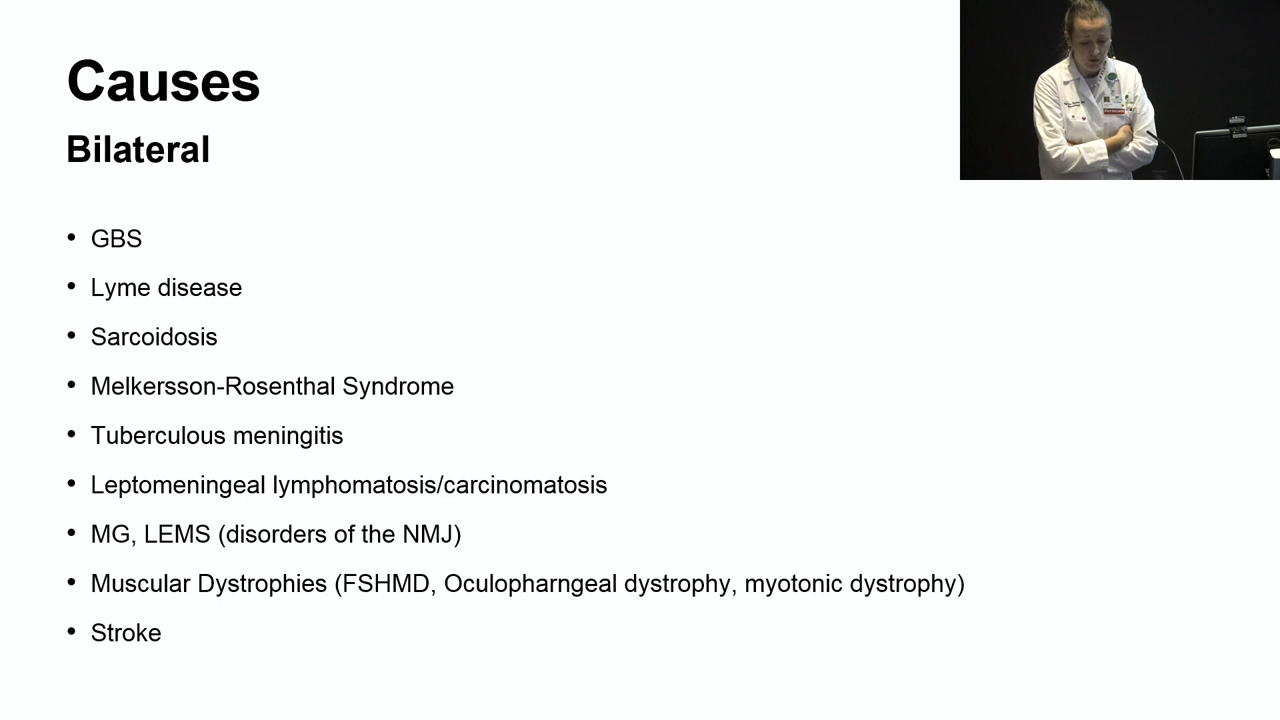 Causes
Bilateral
• GBS
• Lyme disease
• Sarcoidosis
• Melkersson-Rosenthal Syndrome
• Tuberculous meningitis
• Leptomeningeal lymphomatosis/carcinomatosis
• MG, LEMS (disorders of the NMJ)
• Muscular Dystrophies (FSHMD, Oculopharngeal dystrophy, myotonic dystrophy)
• Stroke